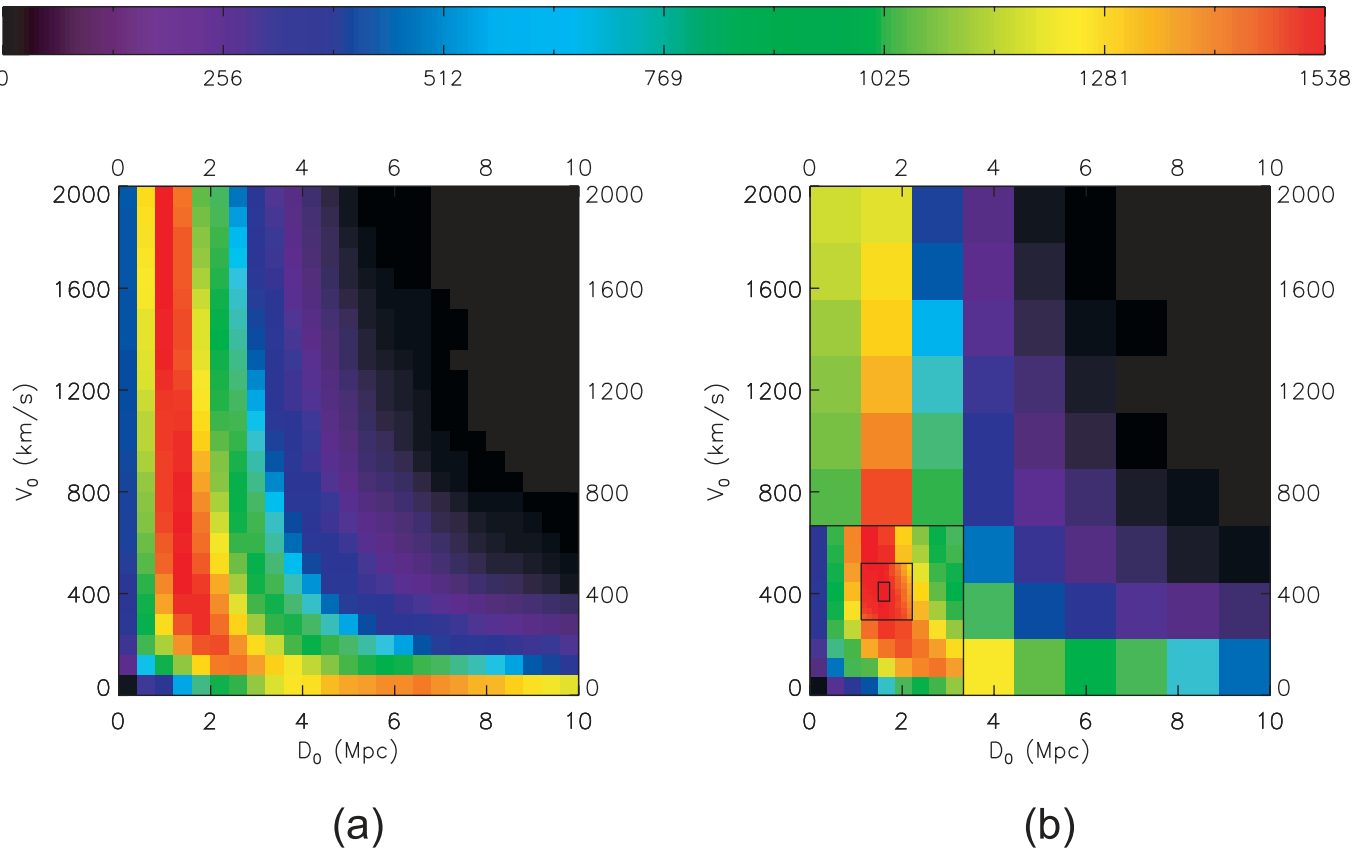 0 256 512 769 1025 1281 1538
0 2 4 6 8 10 0 2 4 6 8 10
2000 2000 2000 2000
1600 1600 1600 1600
1200 1200 1200 1200
V₀ (km/s) V₀ (km/s)
800 800 800 800
400 400 400 400
0 0 0 0
0 2 4 6 8 10 0 2 4 6 8 10
D₀ (Mpc) D₀ (Mpc)
(a) (b)